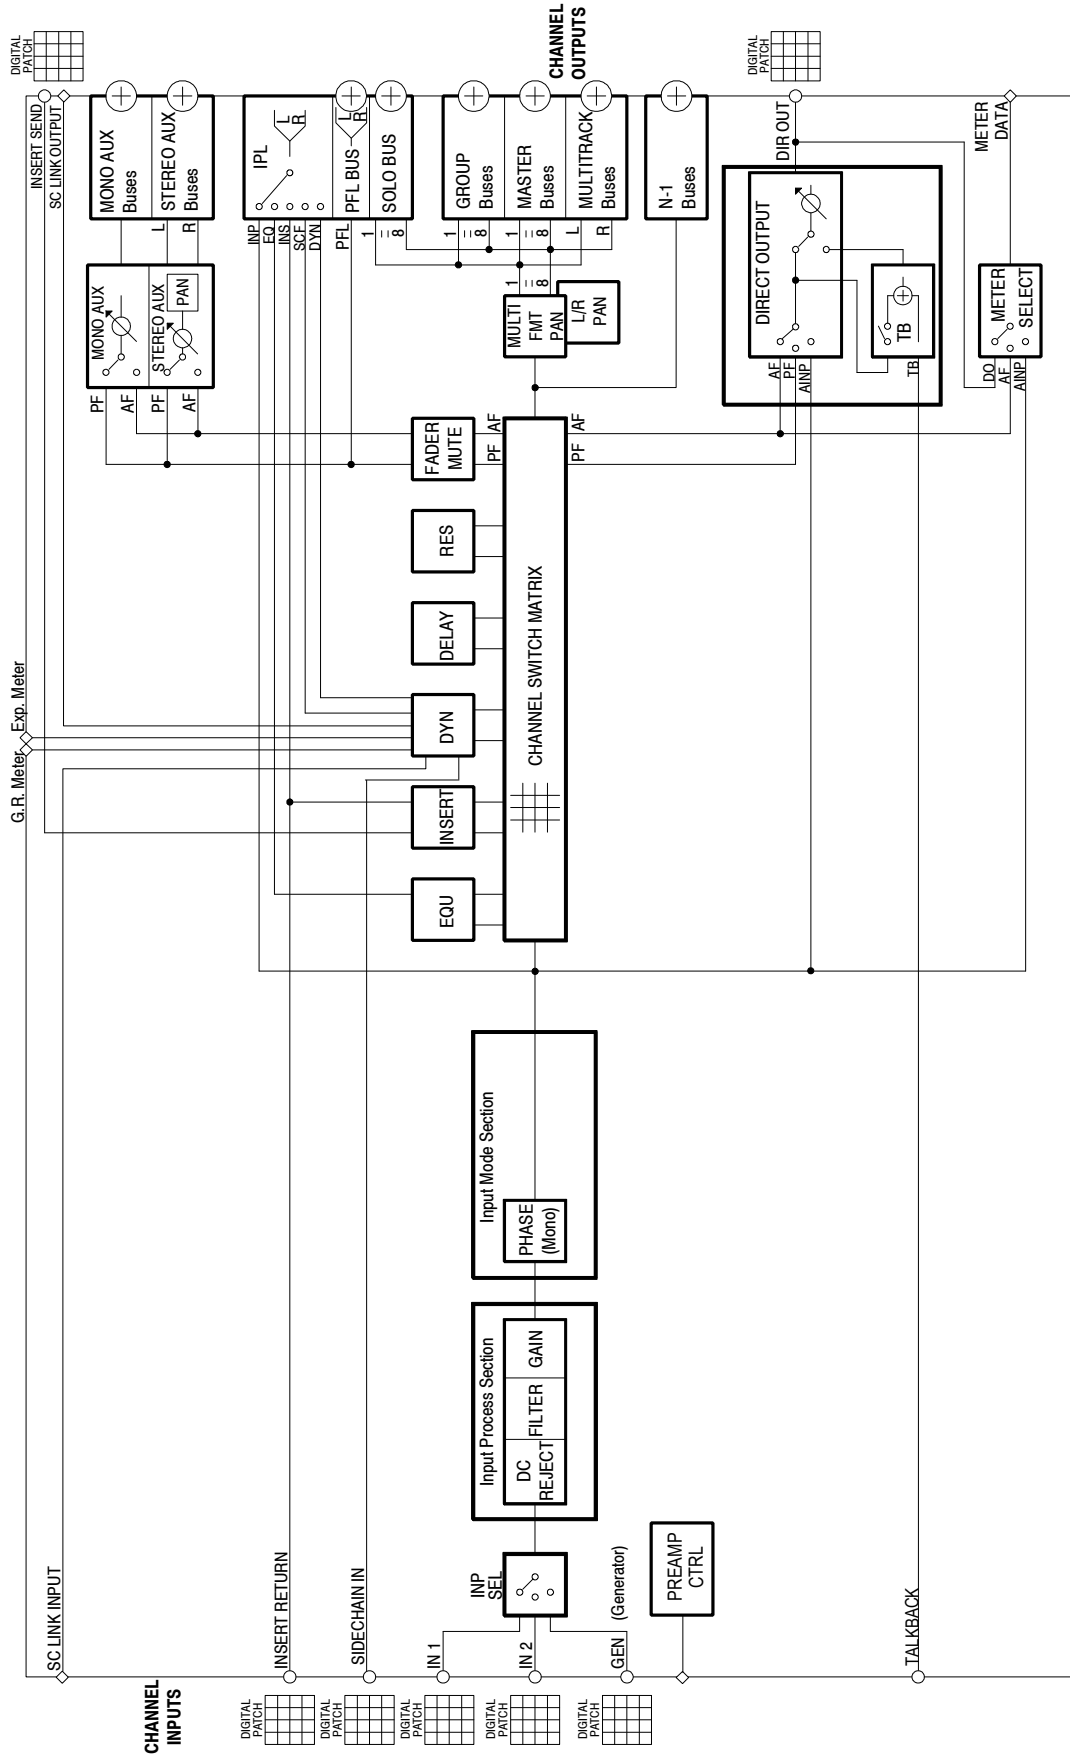 CHANNEL
INPUTS
SC LINK INPUT
DIGITAL
PATCH
INSERT RETURN
DIGITAL
PATCH
SIDECHAIN IN
DIGITAL
PATCH
IN 1
DIGITAL
PATCH
IN 2
DIGITAL
PATCH
GEN (Generator)
TALKBACK
INP
SEL
PREAMP
CTRL
Input Process Section
DC
REJECT
FILTER
GAIN
Input Mode Section
PHASE
(Mono)
G.R. Meter
Exp. Meter
EQU
INSERT
DYN
DELAY
RES
FADER
MUTE
CHANNEL SWITCH MATRIX
PF
AF
PF
AF
PF
AF
PF
AF
MONO AUX
STEREO AUX
PAN
L
R
MONO AUX
Buses
STEREO AUX
Buses
INSERT SEND
SC LINK OUTPUT
DIGITAL
PATCH
INP
EQ
INS
SCF
DYN
PFL
1
=
8
IPL
L
R
PFL BUS
L
R
SOLO BUS
MULTI
FMT
PAN
L/R
PAN
1
=
8
1
=
8
1
=
8
L
R
GROUP
Buses
MASTER
Buses
MULTITRACK
Buses
N-1
Buses
CHANNEL
OUTPUTS
AF
PF
AINP
TB
DIRECT OUTPUT
TB
DIR OUT
DIGITAL
PATCH
DO
AF
AINP
METER
SELECT
METER
DATA